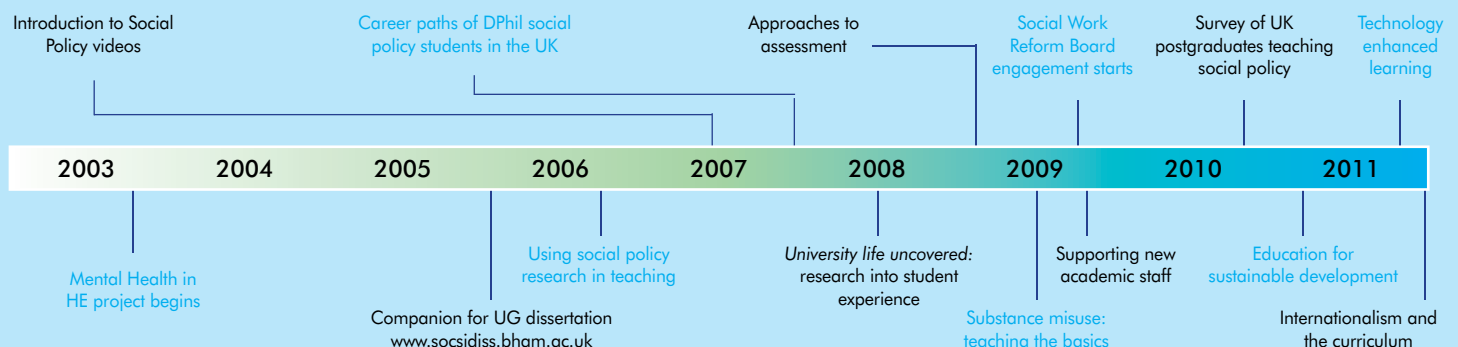 Introduction to Social
Policy videos
Career paths of DPhil social
policy students in the UK
Approaches to
assessment
Social Work
Reform Board
engagement starts
Survey of UK
postgraduates teaching
social policy
Technology
enhanced
learning
2003 2004 2005 2006 2007 2008 2009 2010 2011
Mental Health in
HE project begins
Companion for UG dissertation
www.socsidiss.bham.ac.uk
Using social policy
research in teaching
University life uncovered:
research into student
experience
Substance misuse:
teaching the basics
Supporting new
academic staff
Education for
sustainable development
Internationalism and
the curriculum